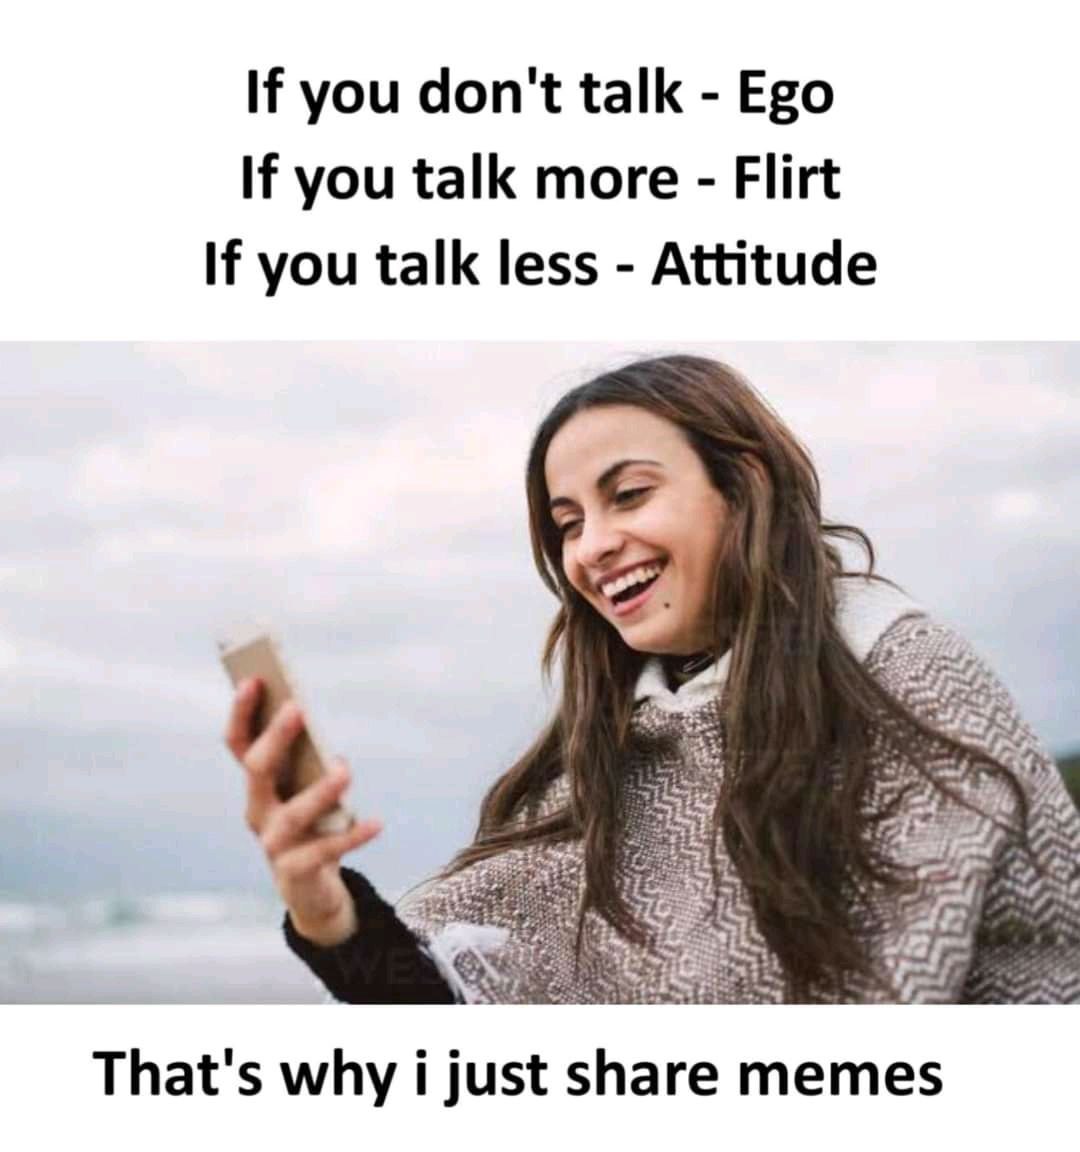 If you don't talk - Ego
If you talk more - Flirt
If you talk less - Attitude
That's why i just share memes